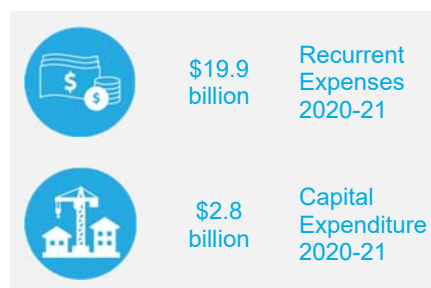 $
$
$19.9
billion
Recurrent
Expenses
2020-21
$2.8
billion
Capital
Expenditure
2020-21